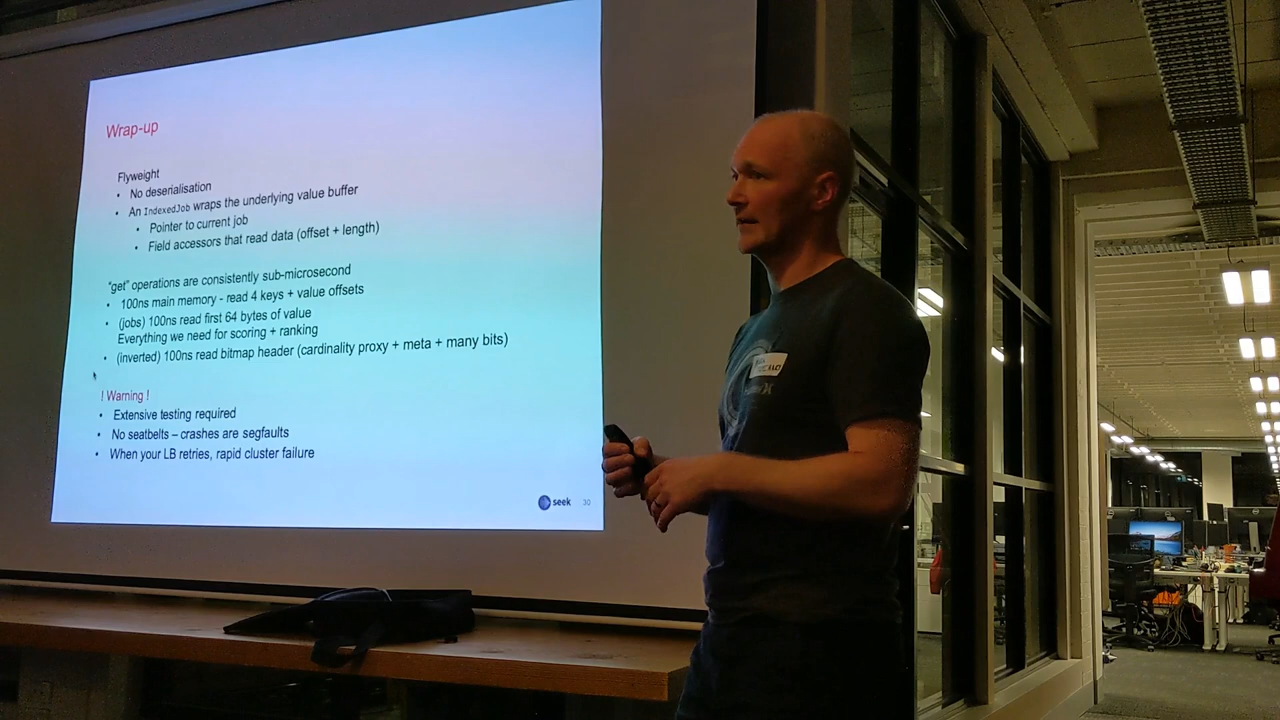 Wrap-up
Flyweight
• No deserialisation
• An IndexedJob wraps the underlying value buffer
• Pointer to current job
• Field accessors that read data (offset + length)
"get" operations are consistently sub-microsecond
• 100ns main memory - read 4 keys + value offsets
• (jobs) 100ns read first 64 bytes of value
Everything we need for scoring + ranking
• (inverted) 100ns read bitmap header (cardinality proxy + meta + many bits)
! Warning !
• Extensive testing required
• No seatbelts – crashes are segfaults
• When your LB retries, rapid cluster failure
seek 30